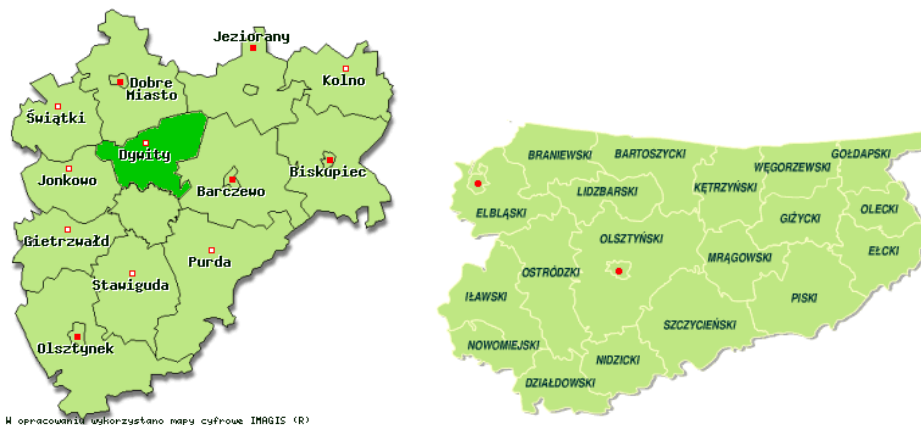 Jeziorany
Kolno
Dobre
Miasto
Świątki
Dywity
Biskupiec
Jonkowo
Barczewo
Gietrzwałd
Purda
Stawiguda
Olsztynek
W opracowaniu wykorzystano mapy cyfrowe IMAGIS (R)
GOŁDAPSKI
BRANIEWSKI
BARTOSZYCKI
WĘGORZEWSKI
LIDZBARSKI
KĘTRZYŃSKI
ELBLĄSKI
GIŻYCKI
OLECKI
OLSZTYŃSKI
EŁCKI
MRĄGOWSKI
OSTRÓDZKI
IŁAWSKI
PISKI
SZCZYCIEŃSKI
NOWOMIEJSKI
NIDZICKI
DZIAŁDOWSKI